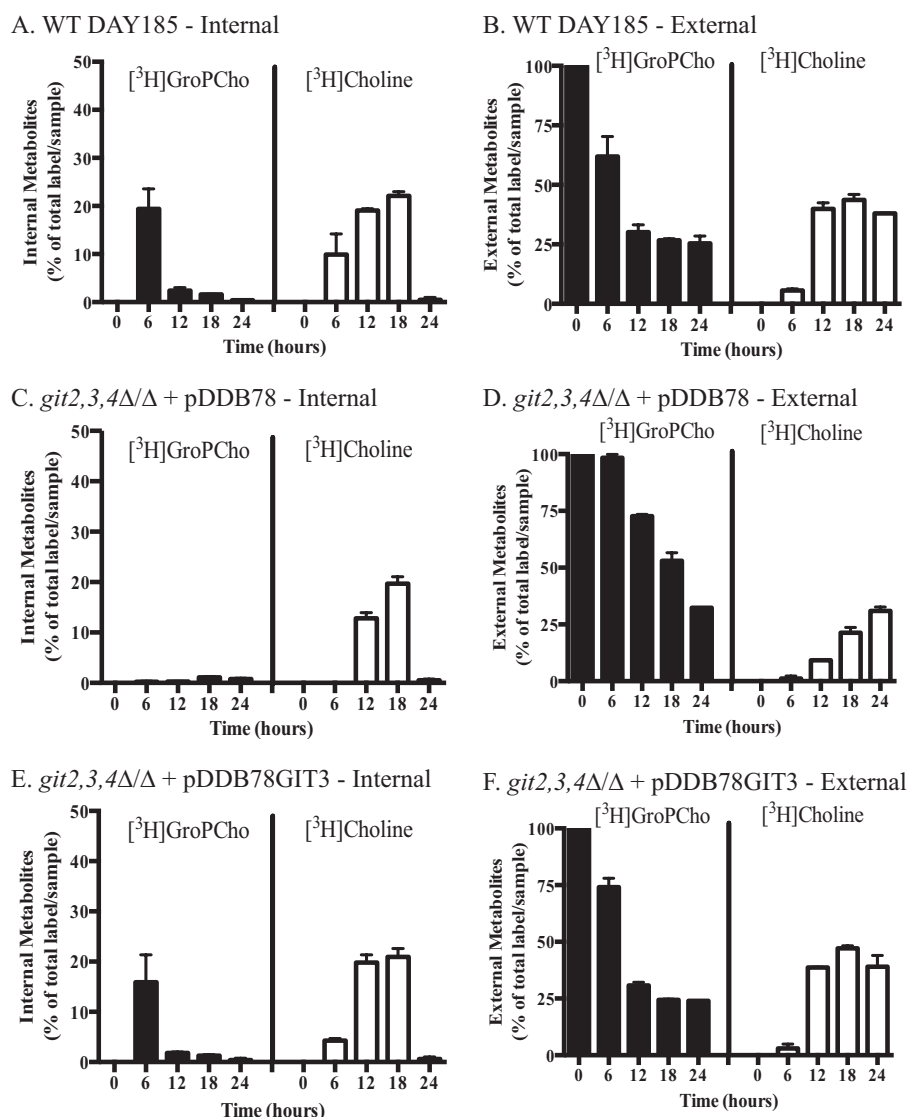 A. WT DAY185 - Internal
Internal Metabolites
(% of total label/sample)
50
40
30
20
10
0
[³H]GroPCho
[³H]Choline
0 6 12 18 24 0 6 12 18 24
Time (hours)
B. WT DAY185 - External
External Metabolites
(% of total label/sample)
100
75
50
25
0
[³H]GroPCho
[³H]Choline
0 6 12 18 24 0 6 12 18 24
Time (hours)
C. git2,3,4Δ/Δ + pDDB78 - Internal
Internal Metabolites
(% of total label/sample)
50
40
30
20
10
0
[³H]GroPCho
[³H]Choline
0 6 12 18 24 0 6 12 18 24
Time (hours)
D. git2,3,4Δ/Δ + pDDB78 - External
External Metabolites
(% of total label/sample)
100
75
50
25
0
[³H]GroPCho
[³H]Choline
0 6 12 18 24 0 6 12 18 24
Time (hours)
E. git2,3,4Δ/Δ + pDDB78GIT3 - Internal
Internal Metabolites
(% of total label/sample)
50
40
30
20
10
0
[³H]GroPCho
[³H]Choline
0 6 12 18 24 0 6 12 18 24
Time (hours)
F. git2,3,4Δ/Δ + pDDB78GIT3 - External
External Metabolites
(% of total label/sample)
100
75
50
25
0
[³H]GroPCho
[³H]Choline
0 6 12 18 24 0 6 12 18 24
Time (hours)